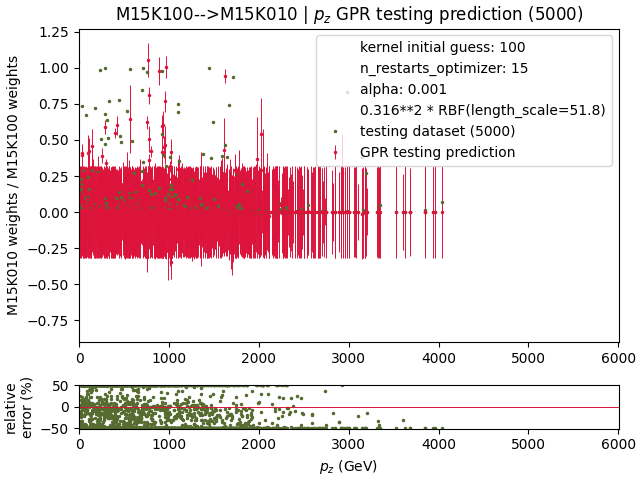 M15K100-->M15K010 | p_z GPR testing prediction (5000)
M15K010 weights / M15K100 weights
1.25
1.00
0.75
0.50
0.25
0.00
−0.25
−0.50
−0.75
kernel initial guess: 100
n_restarts_optimizer: 15
alpha: 0.001
0.316**2 * RBF(length_scale=51.8)
testing dataset (5000)
GPR testing prediction
0 1000 2000 3000 4000 5000 6000
relative
error (%)
50
0
−50
0 1000 2000 3000 4000 5000 6000
p_z (GeV)